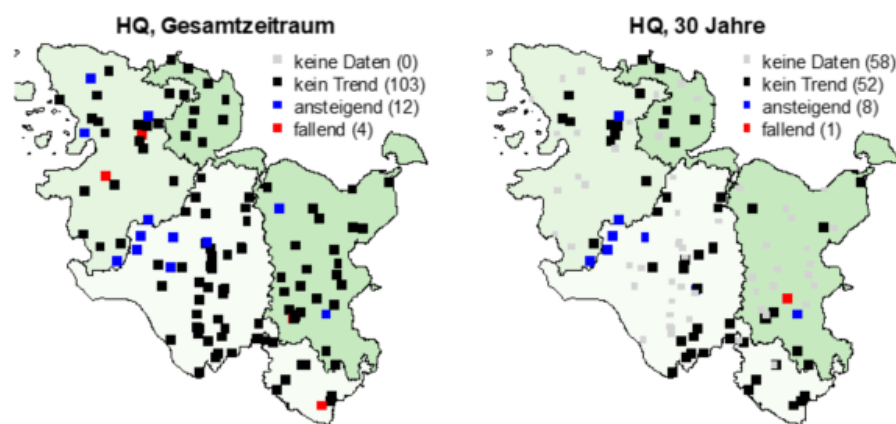 HQ, Gesamtzeitraum
keine Daten (0)
kein Trend (103)
ansteigend (12)
fallend (4)
HQ, 30 Jahre
keine Daten (58)
kein Trend (52)
ansteigend (8)
fallend (1)